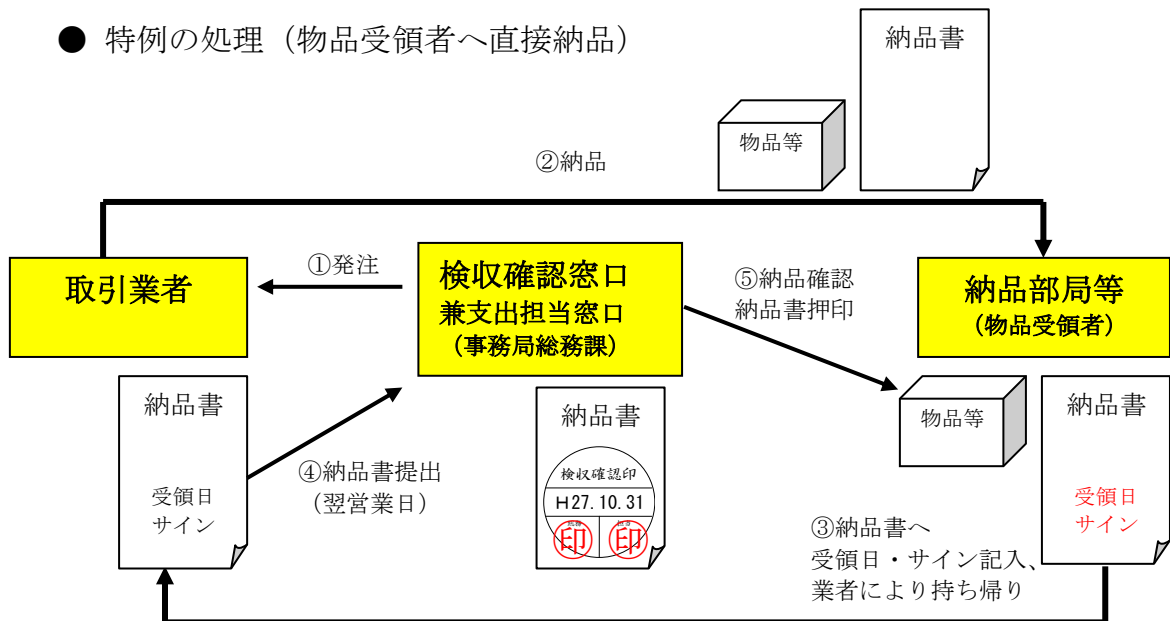 ● 特例の処理（物品受領者へ直接納品）
納品書
物品等
②納品
取引業者
①発注
検収確認窓口
兼支出担当窓口
（事務局総務課）
⑤納品確認
納品書押印
納品部局等
（物品受領者）
納品書
受領日
サイン
④納品書提出
（翌営業日）
納品書
検収確認印
H27.10.31
印 印
物品等
納品書
受領日
サイン
③納品書へ
受領日・サイン記入、
業者により持ち帰り